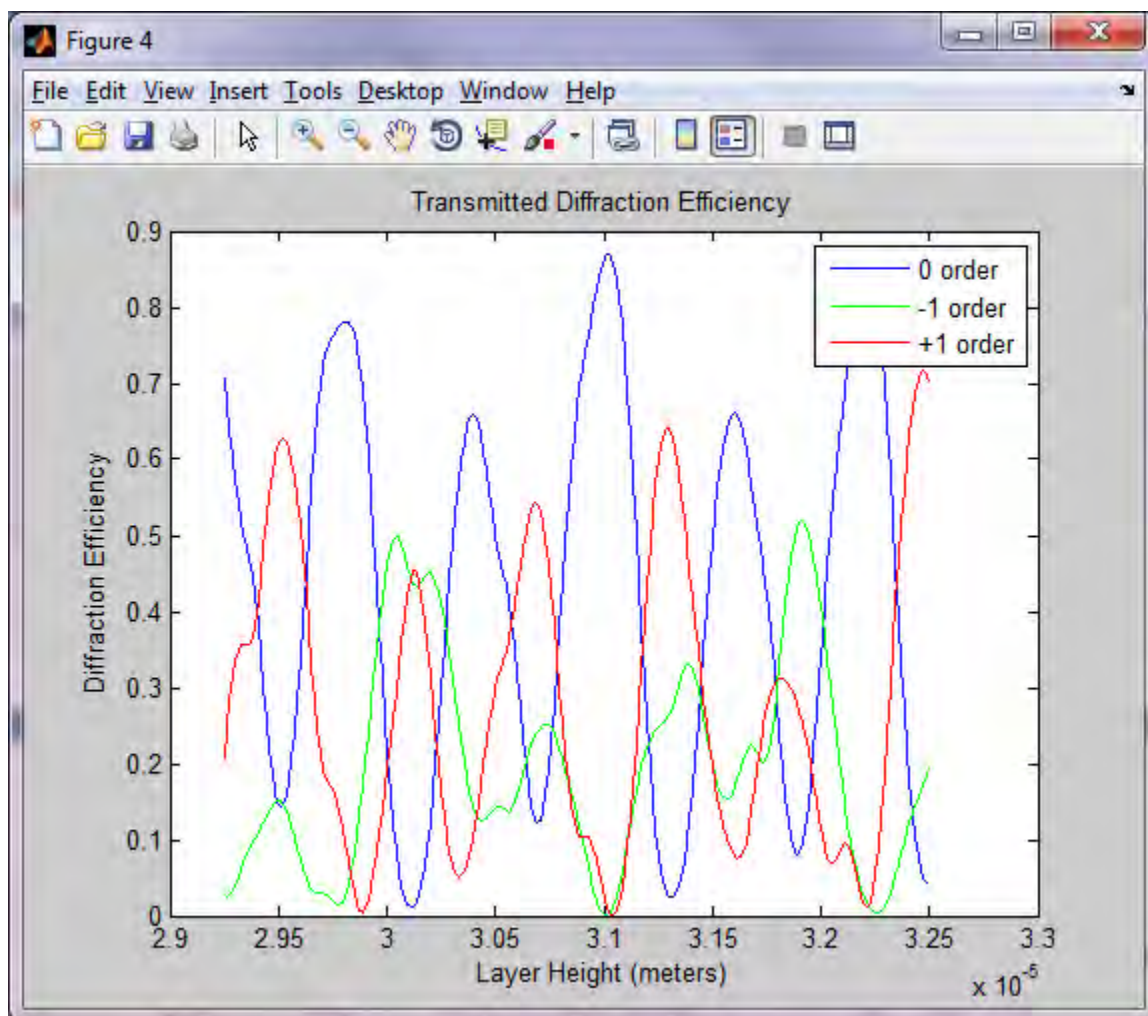 Figure 4
File Edit View Insert Tools Desktop Window Help
Transmitted Diffraction Efficiency
0.9
0.8
0.7
0.6
0.5
0.4
0.3
0.2
0.1
0
Diffraction Efficiency
0 order
-1 order
+1 order
2.9 2.95 3 3.05 3.1 3.15 3.2 3.25 3.3
Layer Height (meters)
x 10^-5